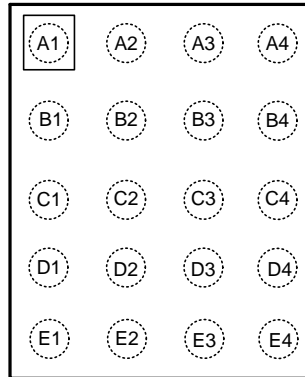 A1 A2 A3 A4
B1 B2 B3 B4
C1 C2 C3 C4
D1 D2 D3 D4
E1 E2 E3 E4